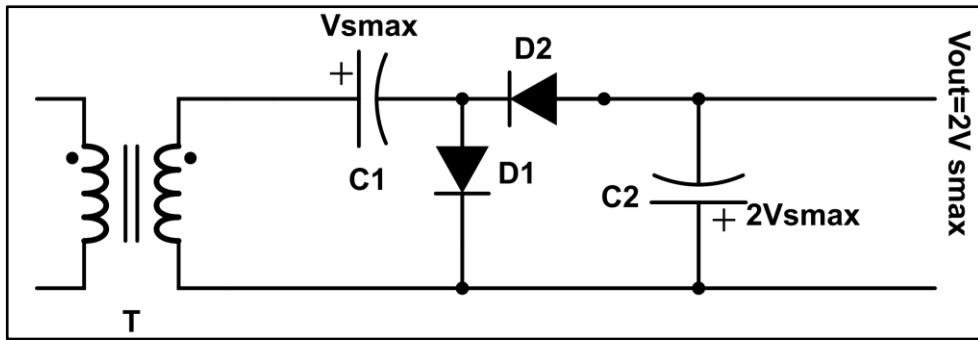 Vsmax
+
D2
C1
D1
C2
+ 2Vsmax
T
Vout=2V smax